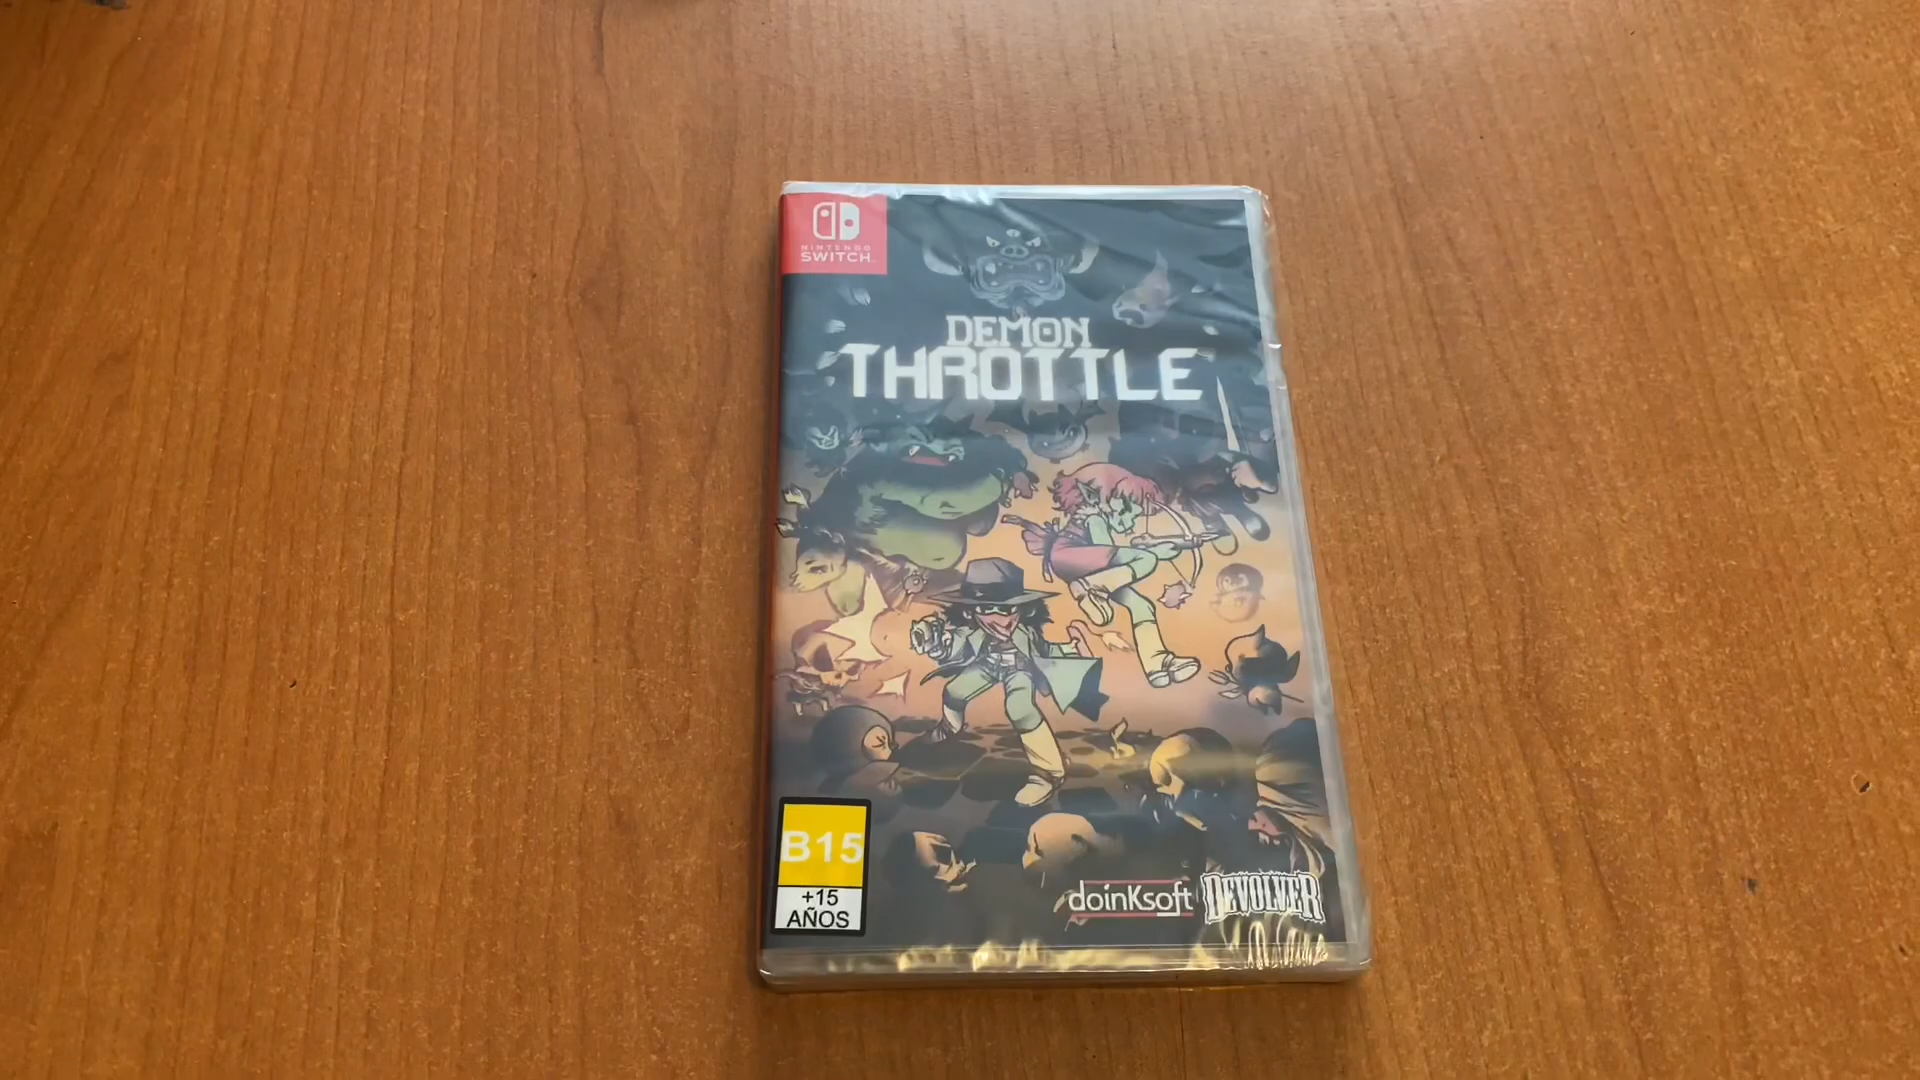 NINTENDO
SWITCH
DEMON
THROTTLE
B15
+15
AÑOS
doinKsoft
DEVOLVER